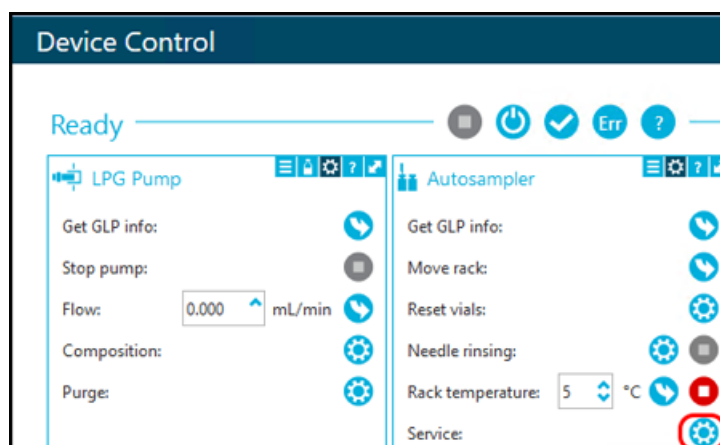 Device Control
Ready
Err ?
LPG Pump
?
Get GLP info:
Stop pump:
Flow: 0.000 mL/min
Composition:
Purge:
Autosampler
?
Get GLP info:
Move rack:
Reset vials:
Needle rinsing:
Rack temperature: 5 °C
Service: